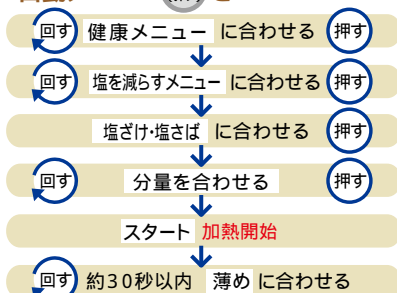 回す 健康メニュー に合わせる 押す
回す 塩を減らすメニュー に合わせる 押す
塩ざけ・塩さば に合わせる 押す
回す 分量を合わせる 押す
スタート 加熱開始
回す 約30秒以内 薄め に合わせる